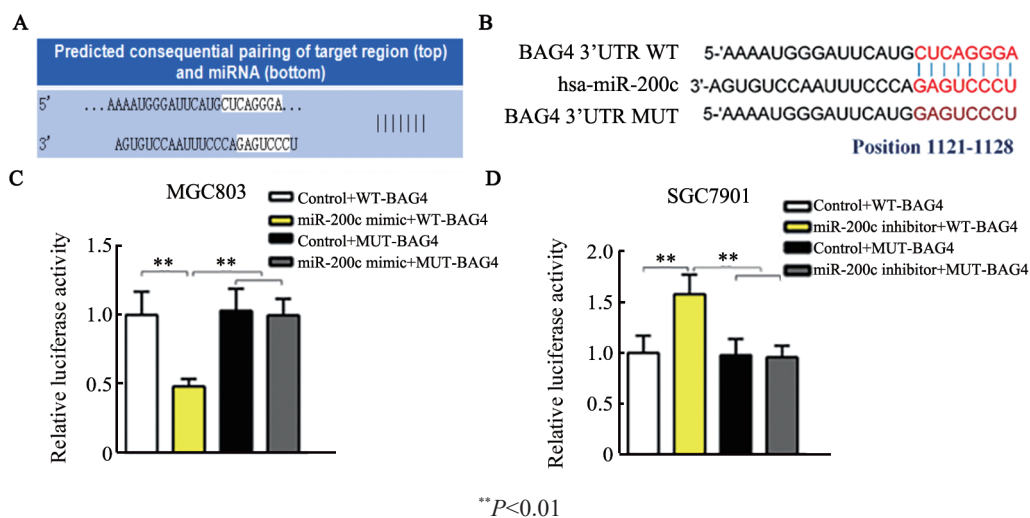 A
Predicted consequential pairing of target region (top)
and miRNA (bottom)
5' ...AAAAUGGGAUUCAUGCUCAGGGA...
|||||||
3' AGUGUCCAAUUUCCCAGAGUCCCU
B
BAG4 3'UTR WT 5-'AAAAUGGGAUUCAUGCUCAGGGA
hsa-miR-200c 3'-AGUGUCCAAUUUCCCAGAGUCCCU
BAG4 3'UTR MUT 5-'AAAAUGGGAUUCAUGGAGUCCCU
Position 1121-1128
C
MGC803
Control+WT-BAG4
miR-200c mimic+WT-BAG4
Control+MUT-BAG4
miR-200c mimic+MUT-BAG4
Relative luciferase activity
1.5
1.0
0.5
0
** **
D
SGC7901
Control+WT-BAG4
miR-200c inhibitor+WT-BAG4
Control+MUT-BAG4
miR-200c inhibitor+MUT-BAG4
Relative luciferase activity
2.0
1.5
1.0
0.5
0
** **
**P<0.01